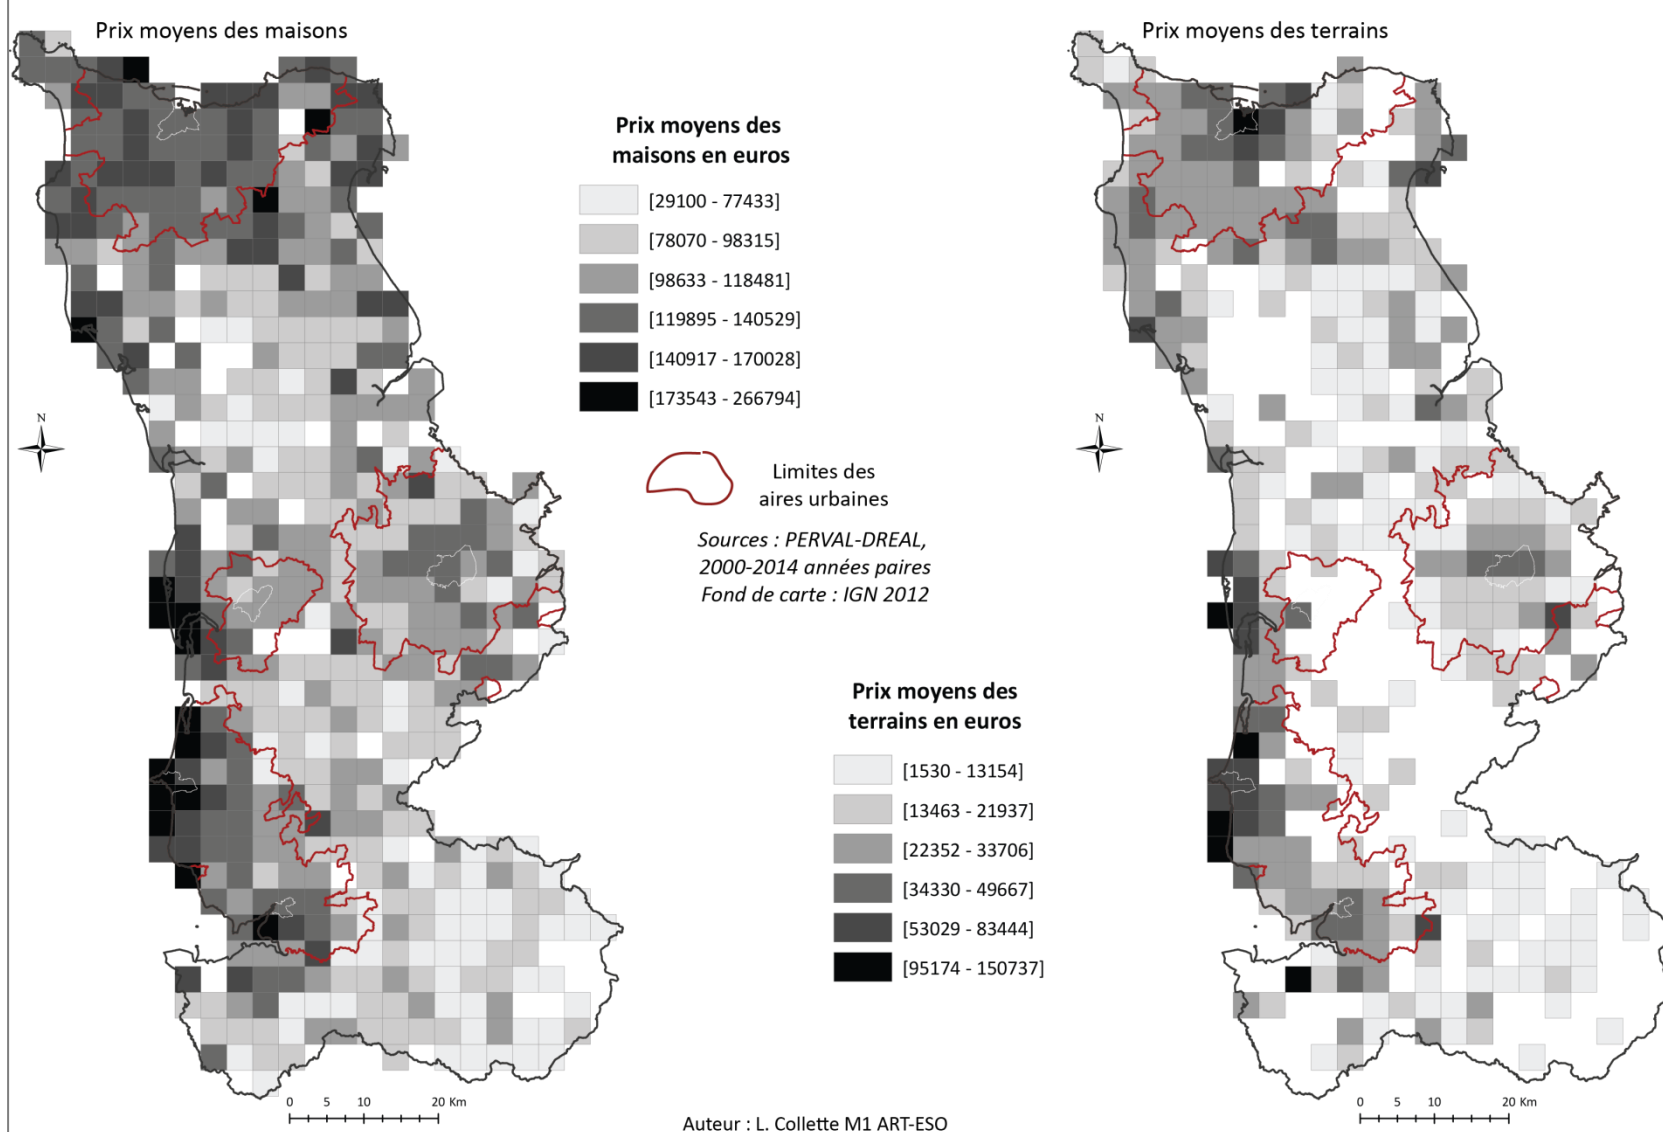 Prix moyens des maisons
Prix moyens des terrains
Prix moyens des
maisons en euros
[29100 - 77433]
[78070 - 98315]
[98633 - 118481]
[119895 - 140529]
[140917 - 170028]
[173543 - 266794]
N
N
Limites des
aires urbaines
Sources : PERVAL-DREAL,
2000-2014 années paires
Fond de carte : IGN 2012
Prix moyens des
terrains en euros
[1530 - 13154]
[13463 - 21937]
[22352 - 33706]
[34330 - 49667]
[53029 - 83444]
[95174 - 150737]
0 5 10 20 Km
0 5 10 20 Km
Auteur : L. Collette M1 ART-ESO